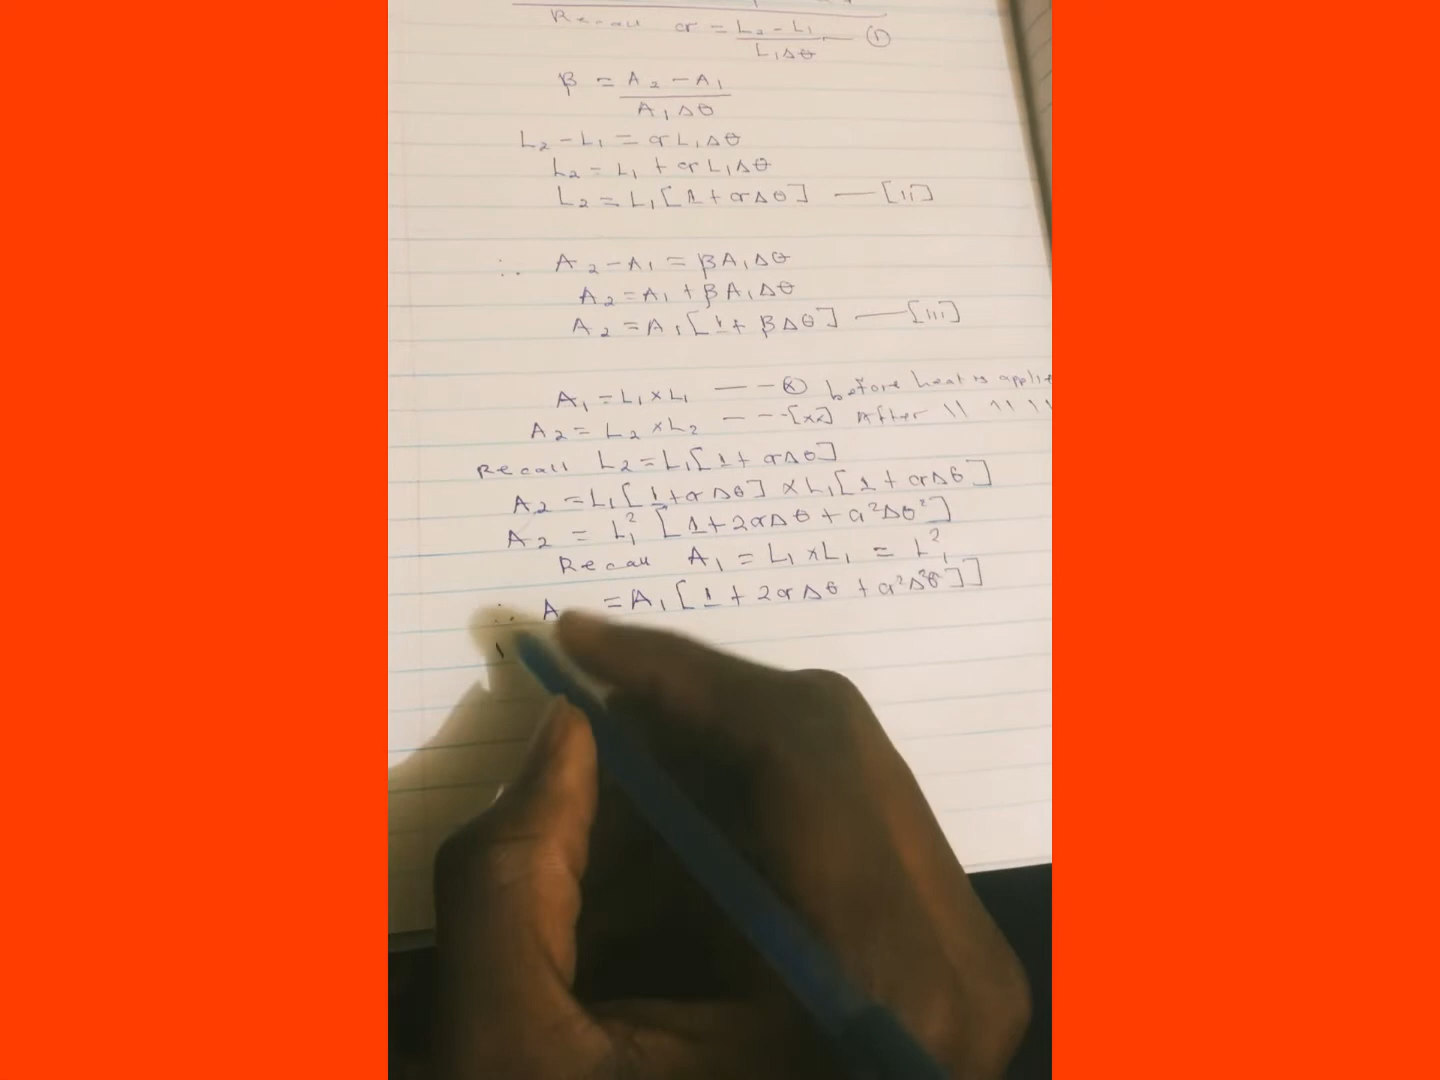 Recall α = L₂ - L₁ / L₁Δθ — ①
β = A₂ - A₁ / A₁Δθ
L₂ - L₁ = αL₁Δθ
L₂ = L₁ + αL₁Δθ
L₂ = L₁[1 + αΔθ] — [ii]
∴ A₂ - A₁ = βA₁Δθ
A₂ = A₁ + βA₁Δθ
A₂ = A₁[1 + βΔθ] — [iii]
A₁ = L₁ × L₁ — - ⓧ before heat is applie
A₂ = L₂ × L₂ — - -[xx] After \\ \\ \\
Recall L₂ = L₁[1 + αΔθ]
A₂ = L₁[1 + αΔθ] × L₁[1 + αΔθ]
A₂ = L₁² [1 + 2αΔθ + α²Δθ²]
Recall A₁ = L₁ × L₁ = L₁²
∴ A = A₁[1 + 2αΔθ + α²Δ²θ]]